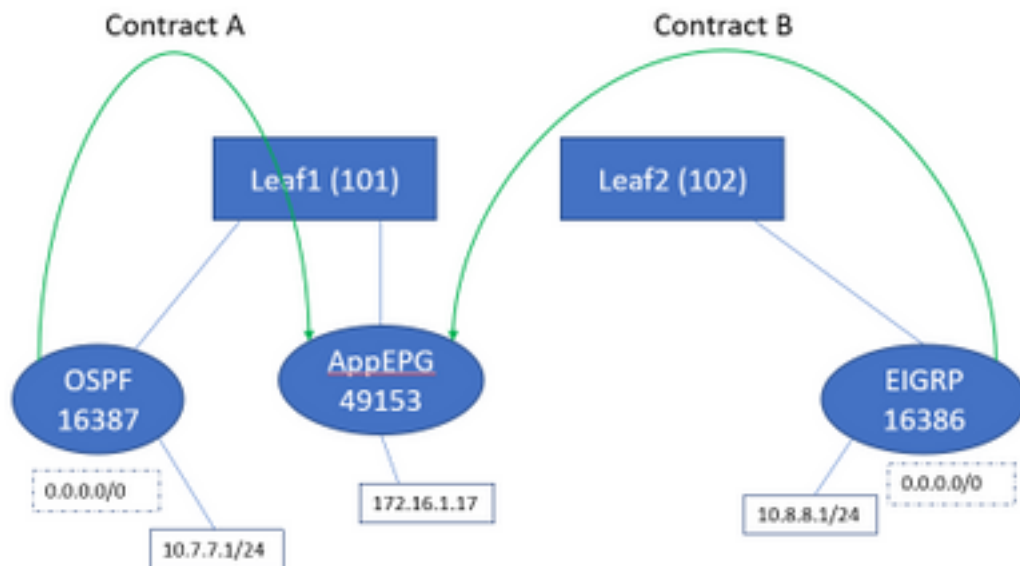 Contract A
Contract B
Leaf1 (101)
Leaf2 (102)
OSPF
16387
AppEPG
49153
EIGRP
16386
0.0.0.0/0
10.7.7.1/24
172.16.1.17
10.8.8.1/24
0.0.0.0/0